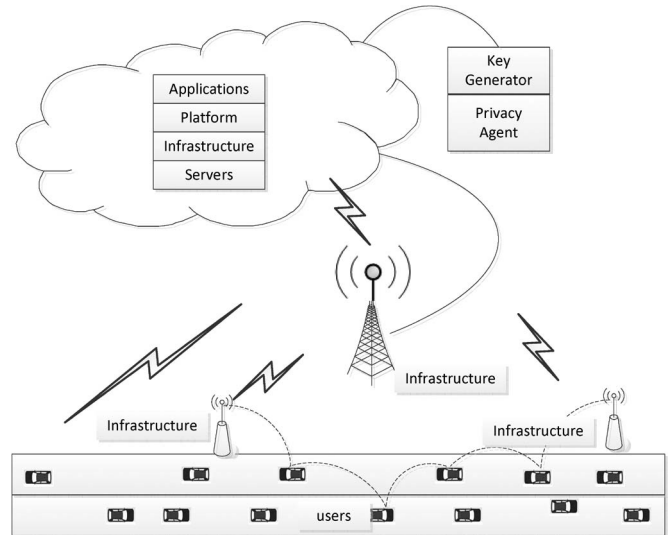 Applications
Platform
Infrastructure
Servers
Key
Generator
Privacy
Agent
Infrastructure
Infrastructure
Infrastructure
users